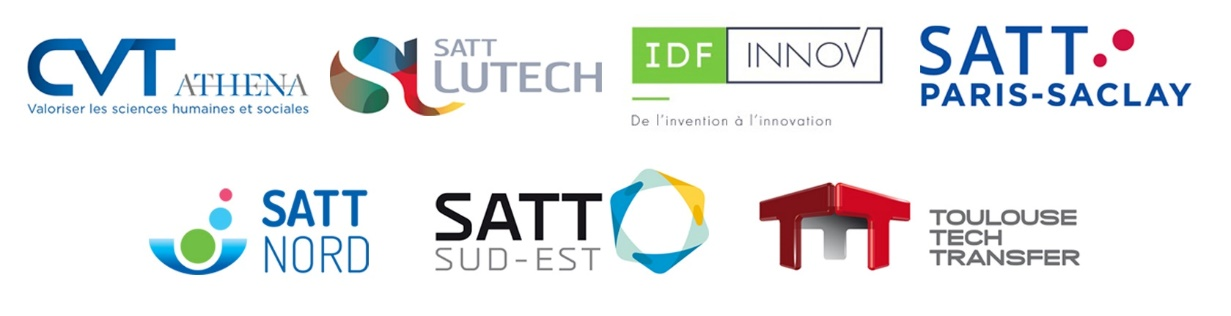 CVT ATHENA
Valoriser les sciences humaines et sociales
SATT
LUTECH
IDF INNOV
De l'invention à l'innovation
SATT
PARIS-SACLAY
SATT
NORD
SATT
SUD-EST
TOULOUSE
TECH
TRANSFER